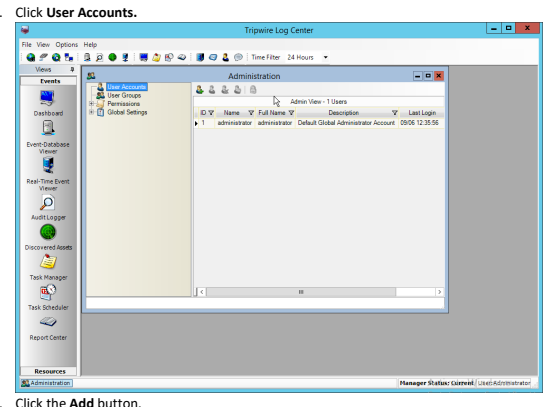 . Click User Accounts.
Tripwire Log Center
File View Options Help
Time Filter 24 Hours
Views
Events
Dashboard
Event-Database
Viewer
Real-Time Event
Viewer
Audit Logger
Discovered Assets
Task Manager
Task Scheduler
Report Center
Resources
Administration
User Accounts
User Groups
Permissions
Global Settings
Admin View - 1 Users
ID Name Full Name Description Last Login
1 administrator administrator Default Global Administrator Account 09/06 12:35:56
Administration
Manager Status: Current User: Administrator
. Click the Add button.